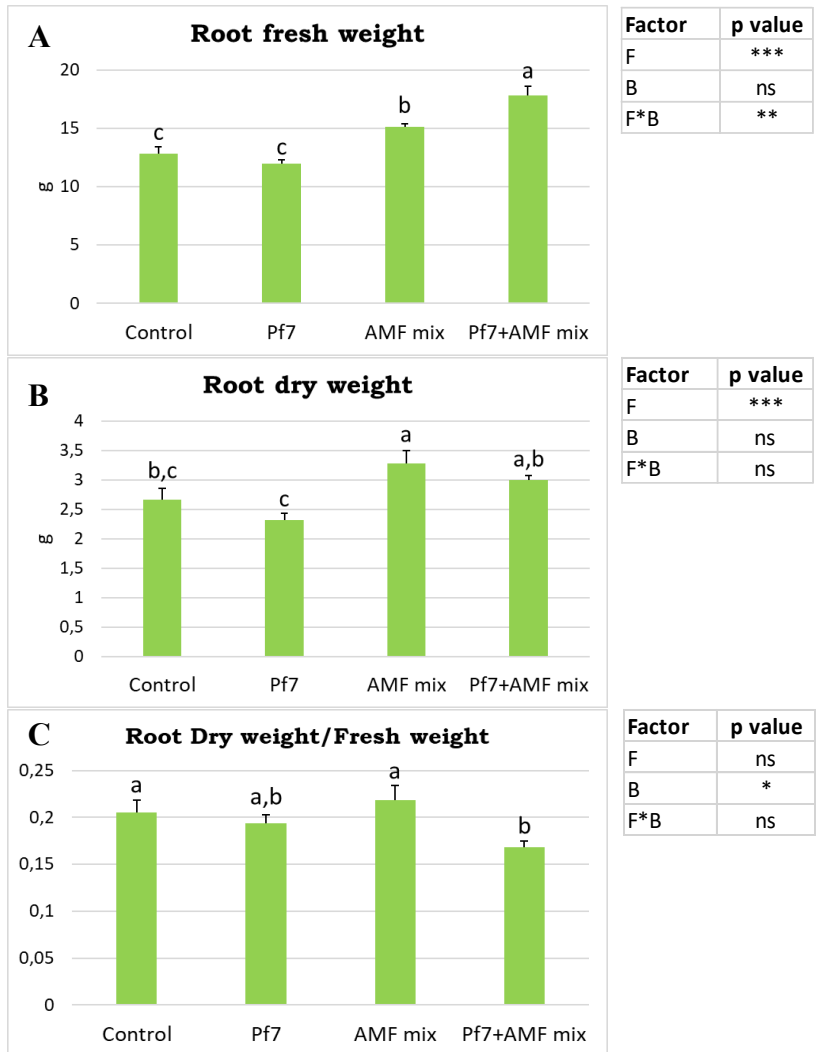 A
Root fresh weight
20
15
10
5
0
g
c
c
b
a
Control Pf7 AMF mix Pf7+AMF mix
Factor p value
F ***
B ns
F*B **
B
Root dry weight
4
3,5
3
2,5
2
1,5
1
0,5
0
g
b,c
c
a
a,b
Control Pf7 AMF mix Pf7+AMF mix
Factor p value
F ***
B ns
F*B ns
C
Root Dry weight/Fresh weight
0,25
0,2
0,15
0,1
0,05
0
a
a,b
a
b
Control Pf7 AMF mix Pf7+AMF mix
Factor p value
F ns
B *
F*B ns